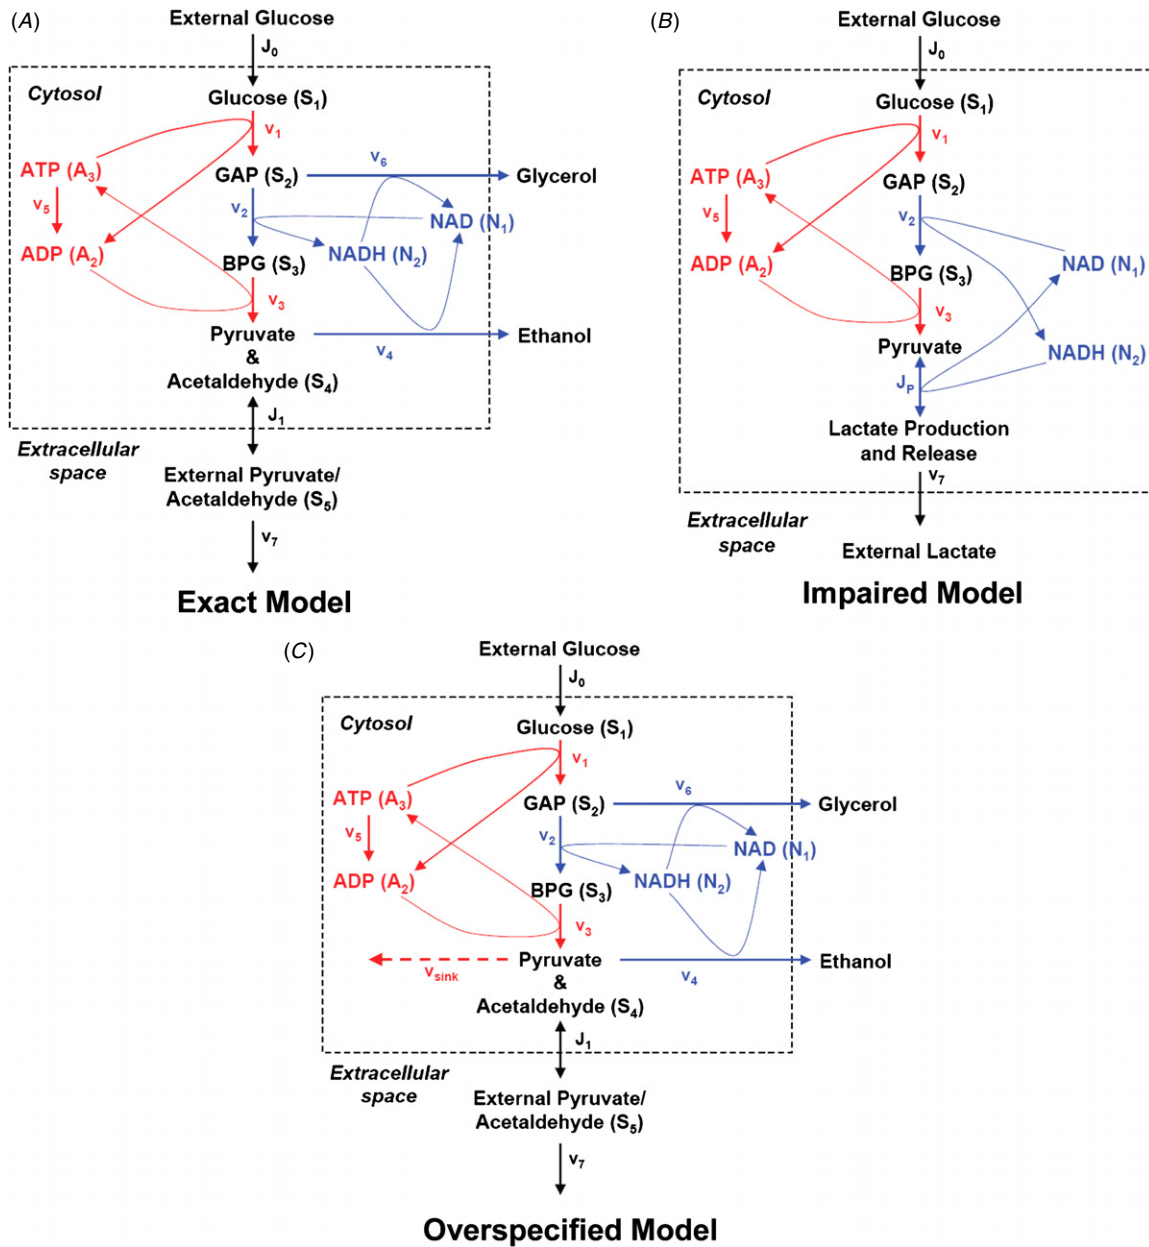 (A)
External Glucose
J₀
Cytosol
Glucose (S₁)
v₁
ATP (A₃)
GAP (S₂)
v₆
Glycerol
v₅
v₂
NAD (N₁)
ADP (A₂)
BPG (S₃)
NADH (N₂)
v₃
Pyruvate
&
Acetaldehyde (S₄)
v₄
Ethanol
J₁
Extracellular
space
External Pyruvate/
Acetaldehyde (S₅)
v₇
Exact Model
(B)
External Glucose
J₀
Cytosol
Glucose (S₁)
v₁
ATP (A₃)
GAP (S₂)
v₅
v₂
ADP (A₂)
BPG (S₃)
NAD (N₁)
v₃
Pyruvate
NADH (N₂)
J_P
Lactate Production
and Release
v₇
Extracellular
space
External Lactate
Impaired Model
(C)
External Glucose
J₀
Cytosol
Glucose (S₁)
v₁
ATP (A₃)
GAP (S₂)
v₆
Glycerol
v₅
v₂
NAD (N₁)
ADP (A₂)
BPG (S₃)
NADH (N₂)
v₃
v_sink
Pyruvate
&
Acetaldehyde (S₄)
v₄
Ethanol
J₁
Extracellular
space
External Pyruvate/
Acetaldehyde (S₅)
v₇
Overspecified Model